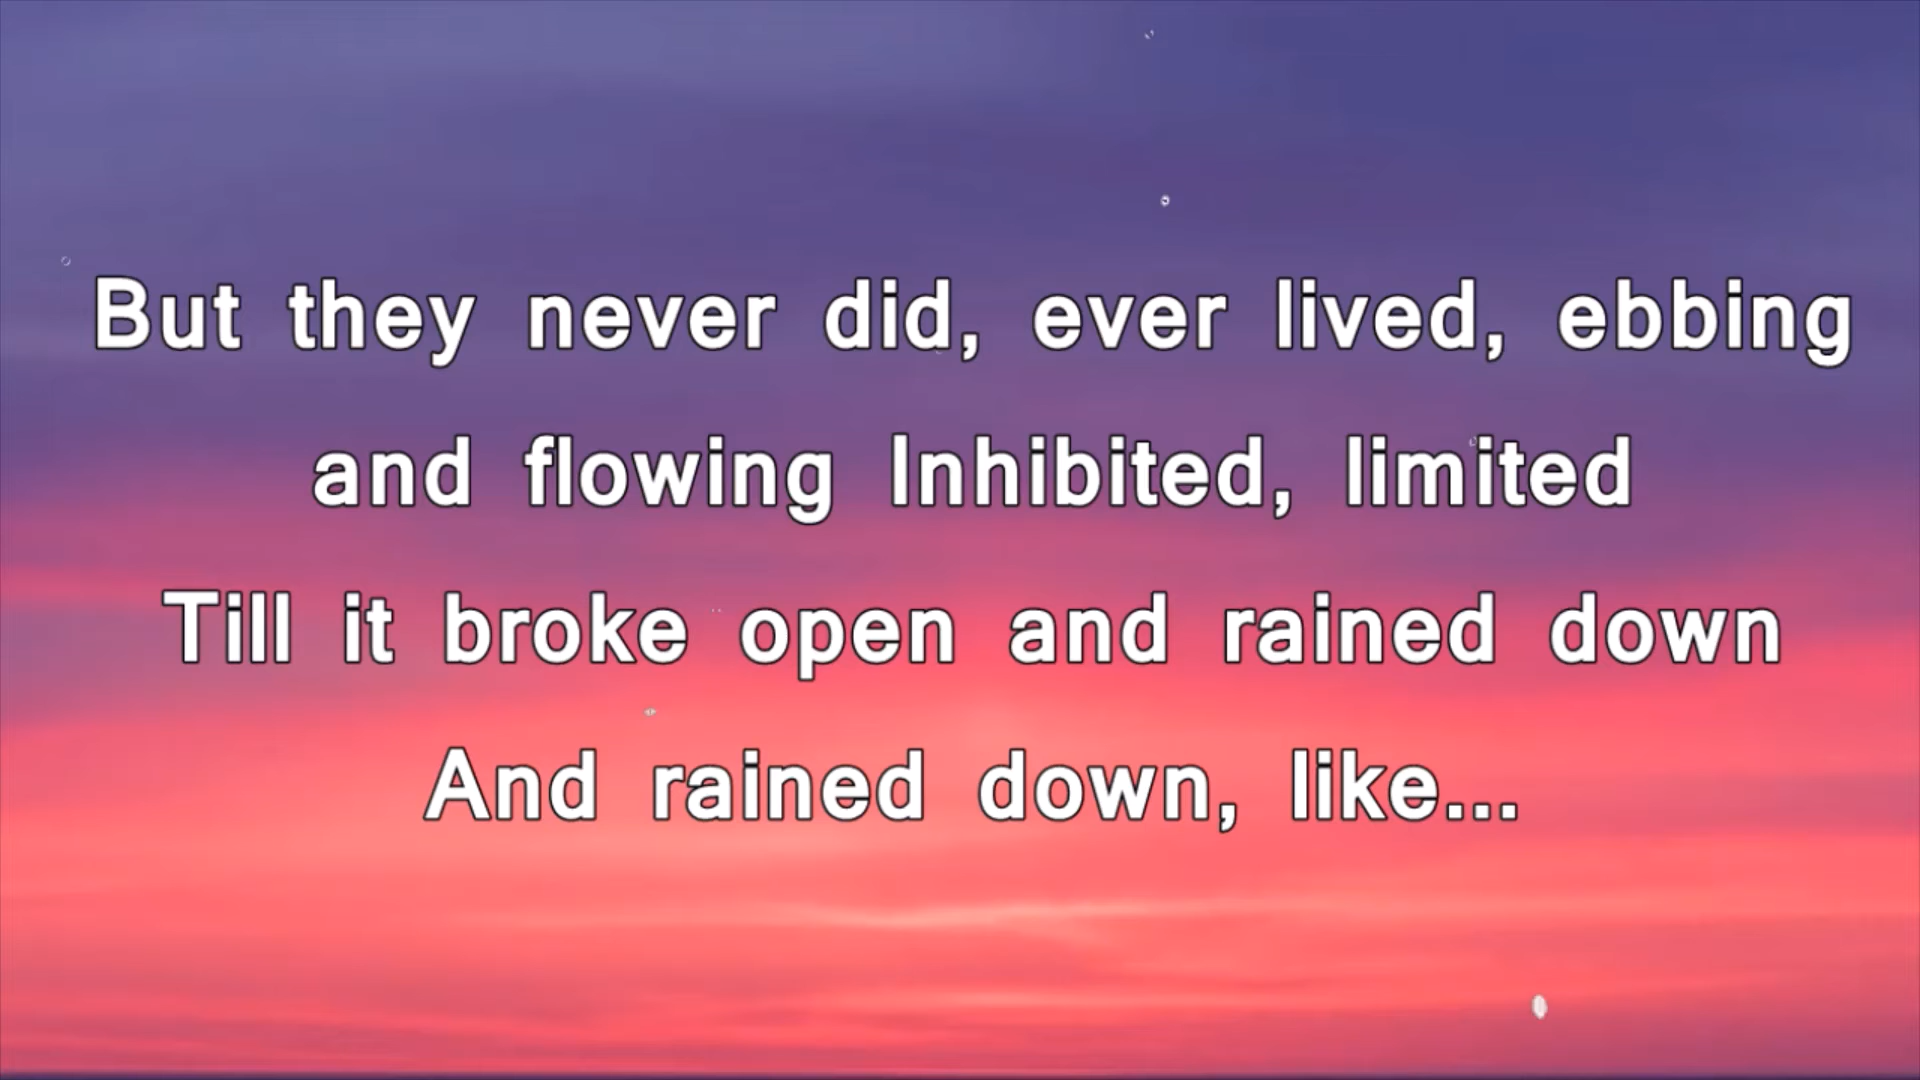 But they never did, ever lived, ebbing
and flowing Inhibited, limited
Till it broke open and rained down
And rained down, like...